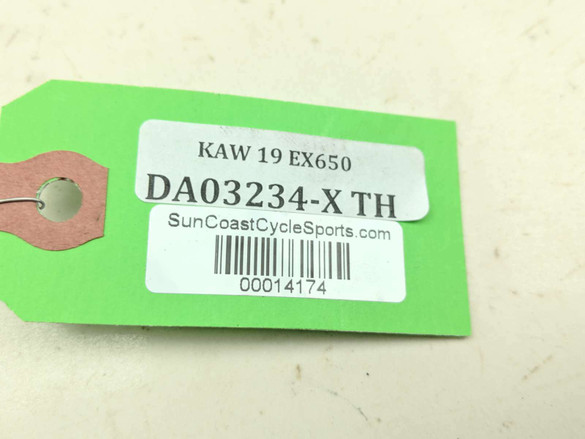 KAW 19 EX650
DA03234-X TH
SunCoastCycleSports.com
00014174